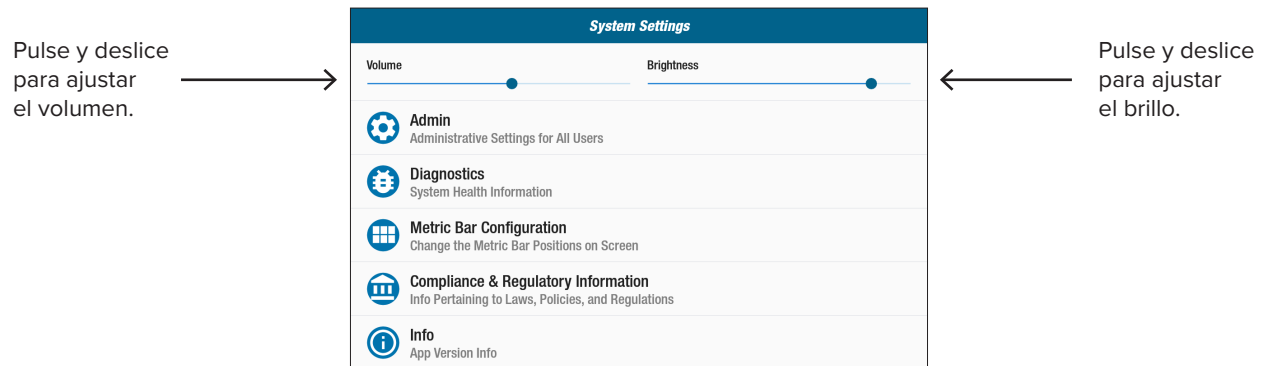 System Settings
Pulse y deslice
para ajustar
el volumen.
Volume
Brightness
Pulse y deslice
para ajustar
el brillo.
Admin
Administrative Settings for All Users
Diagnostics
System Health Information
Metric Bar Configuration
Change the Metric Bar Positions on Screen
Compliance & Regulatory Information
Info Pertaining to Laws, Policies, and Regulations
Info
App Version Info